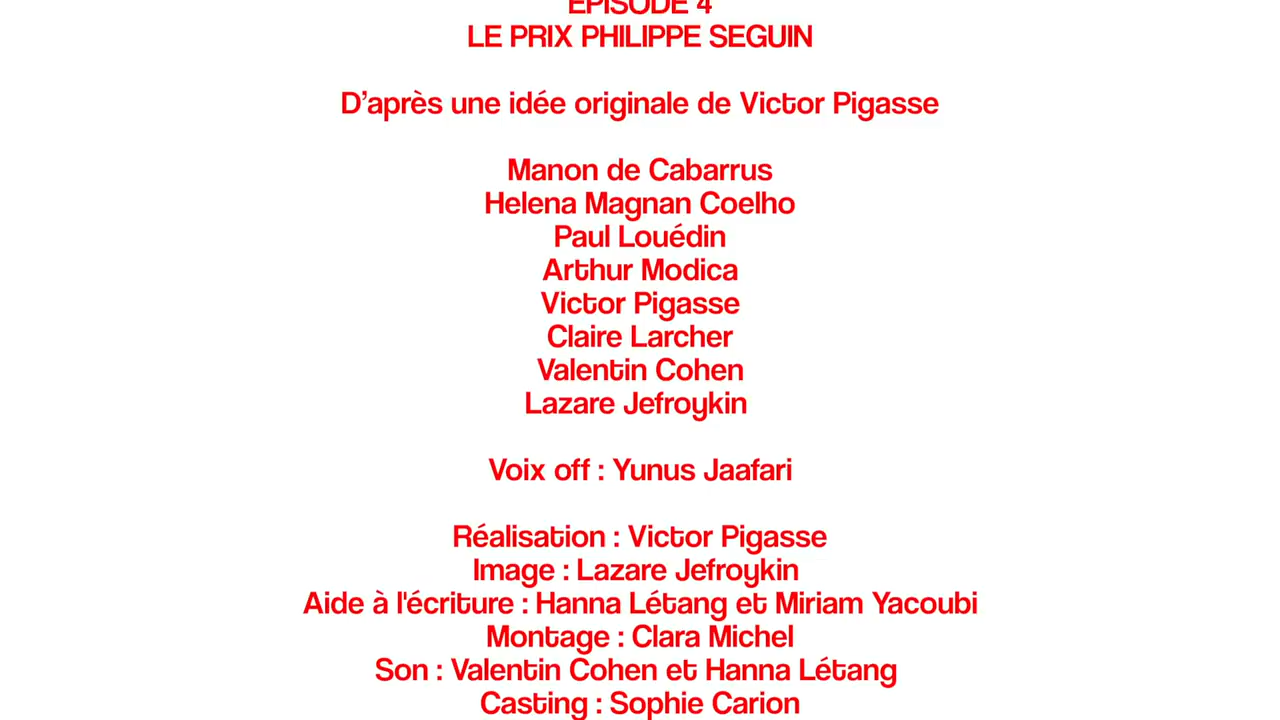 EPISODE 4
LE PRIX PHILIPPE SEGUIN
D’après une idée originale de Victor Pigasse
Manon de Cabarrus
Helena Magnan Coelho
Paul Louédin
Arthur Modica
Victor Pigasse
Claire Larcher
Valentin Cohen
Lazare Jefroykin
Voix off : Yunus Jaafari
Réalisation : Victor Pigasse
Image : Lazare Jefroykin
Aide à l'écriture : Hanna Létang et Miriam Yacoubi
Montage : Clara Michel
Son : Valentin Cohen et Hanna Létang
Casting : Sophie Carion